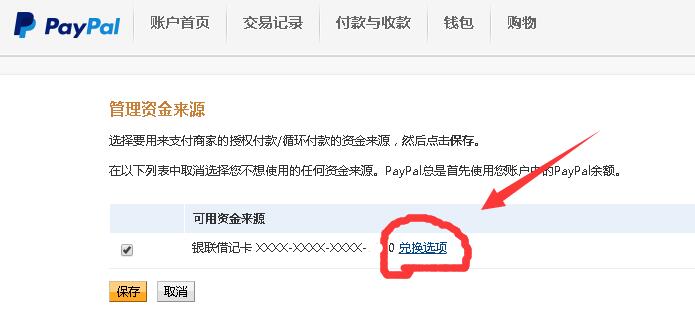 PayPal 账户首页 交易记录 付款与收款 钱包 购物
管理资金来源
选择要用来支付商家的授权付款/循环付款的资金来源，然后点击保存。
在以下列表中取消选择您不想使用的任何资金来源。PayPal总是首先使用您账户中的PayPal余额。
可用资金来源
银联借记卡 XXXX-XXXX-XXXX- 0 兑换选项
保存 取消